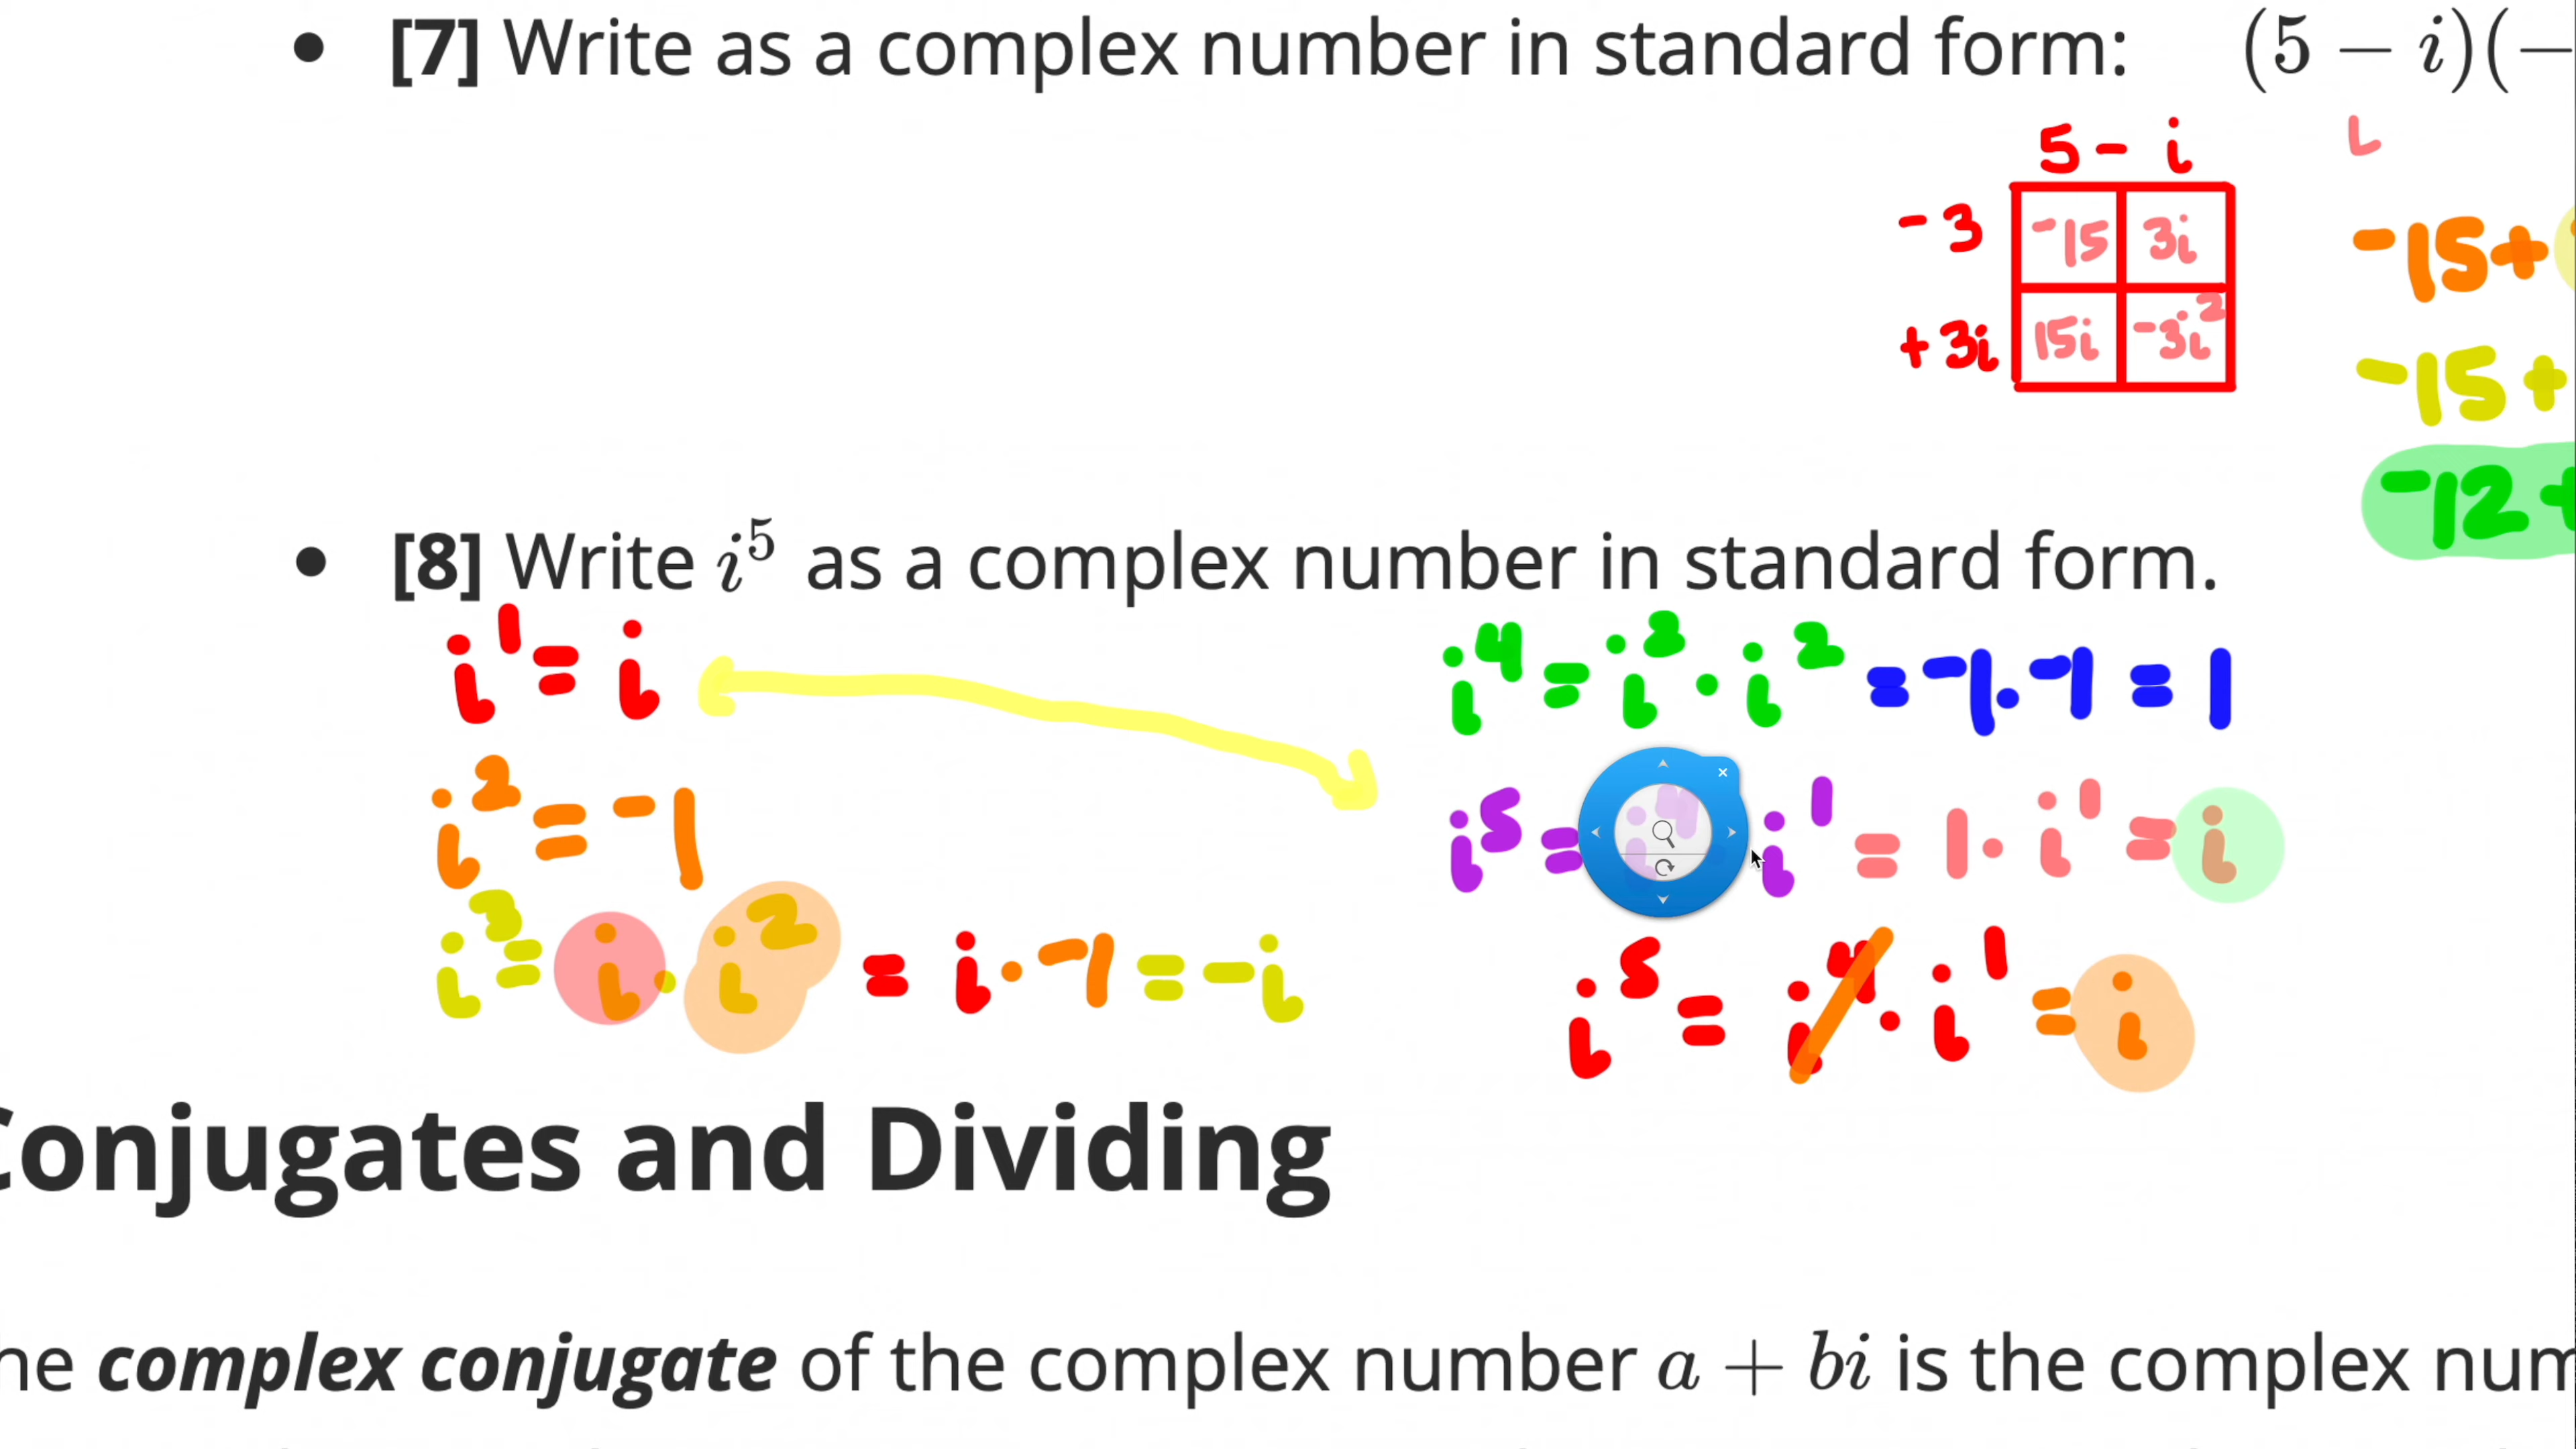 • [7] Write as a complex number in standard form: (5 − i)(−
5 - i
-3 -15 3i
+3i 15i -3i²
-15+
-15+
-12+
• [8] Write i⁵ as a complex number in standard form.
i¹ = i
i² = -1
i³ = i · i² = i · -1 = -i
i⁴ = i² · i² = -1 · -1 = 1
i⁵ = i⁴ i¹ = 1 · i¹ = i
i⁵ = i⁴ · i¹ = i
Conjugates and Dividing
he complex conjugate of the complex number a + bi is the complex num